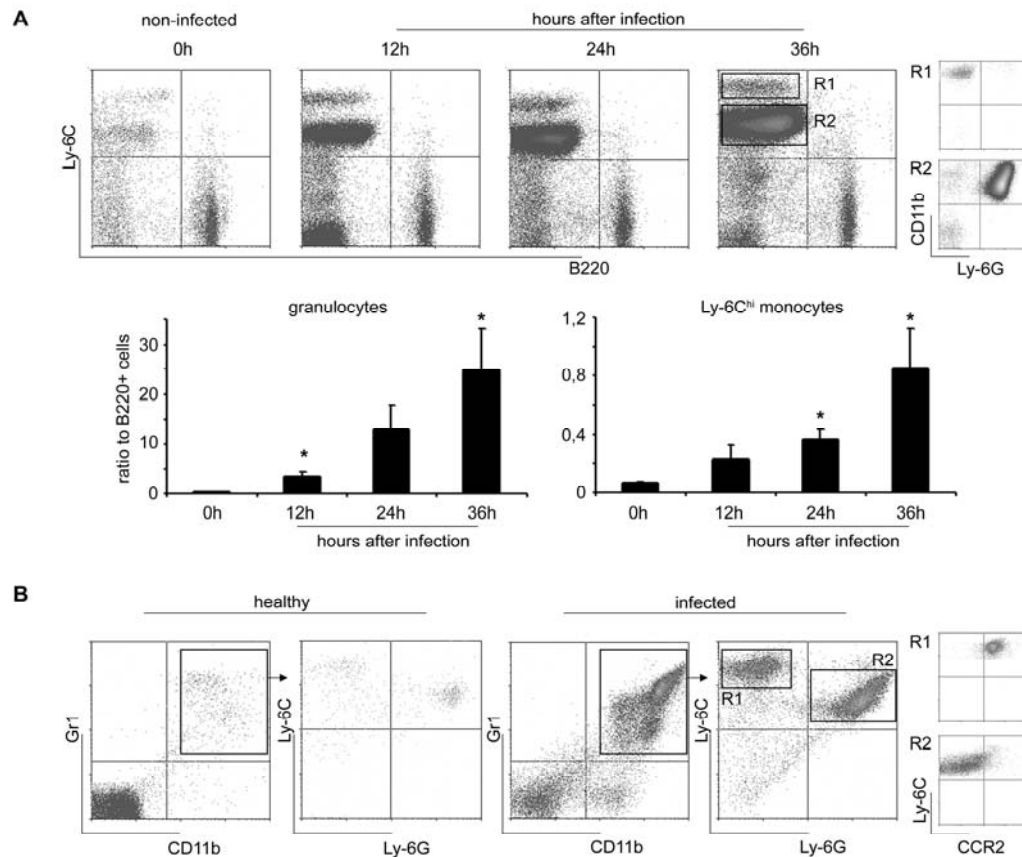 A
non-infected
hours after infection
0h
12h
24h
36h
R1
R2
R1
R2
Ly-6C
B220
CD11b
Ly-6G
granulocytes
ratio to B220+ cells
30
20
10
0
*
*
0h
12h
24h
36h
hours after infection
Ly-6Chi monocytes
1,2
0,8
0,4
0
*
*
0h
12h
24h
36h
hours after infection
B
healthy
infected
Gr1
CD11b
Ly-6C
Ly-6G
Gr1
CD11b
Ly-6C
R1
R2
Ly-6G
R1
R2
Ly-6C
CCR2